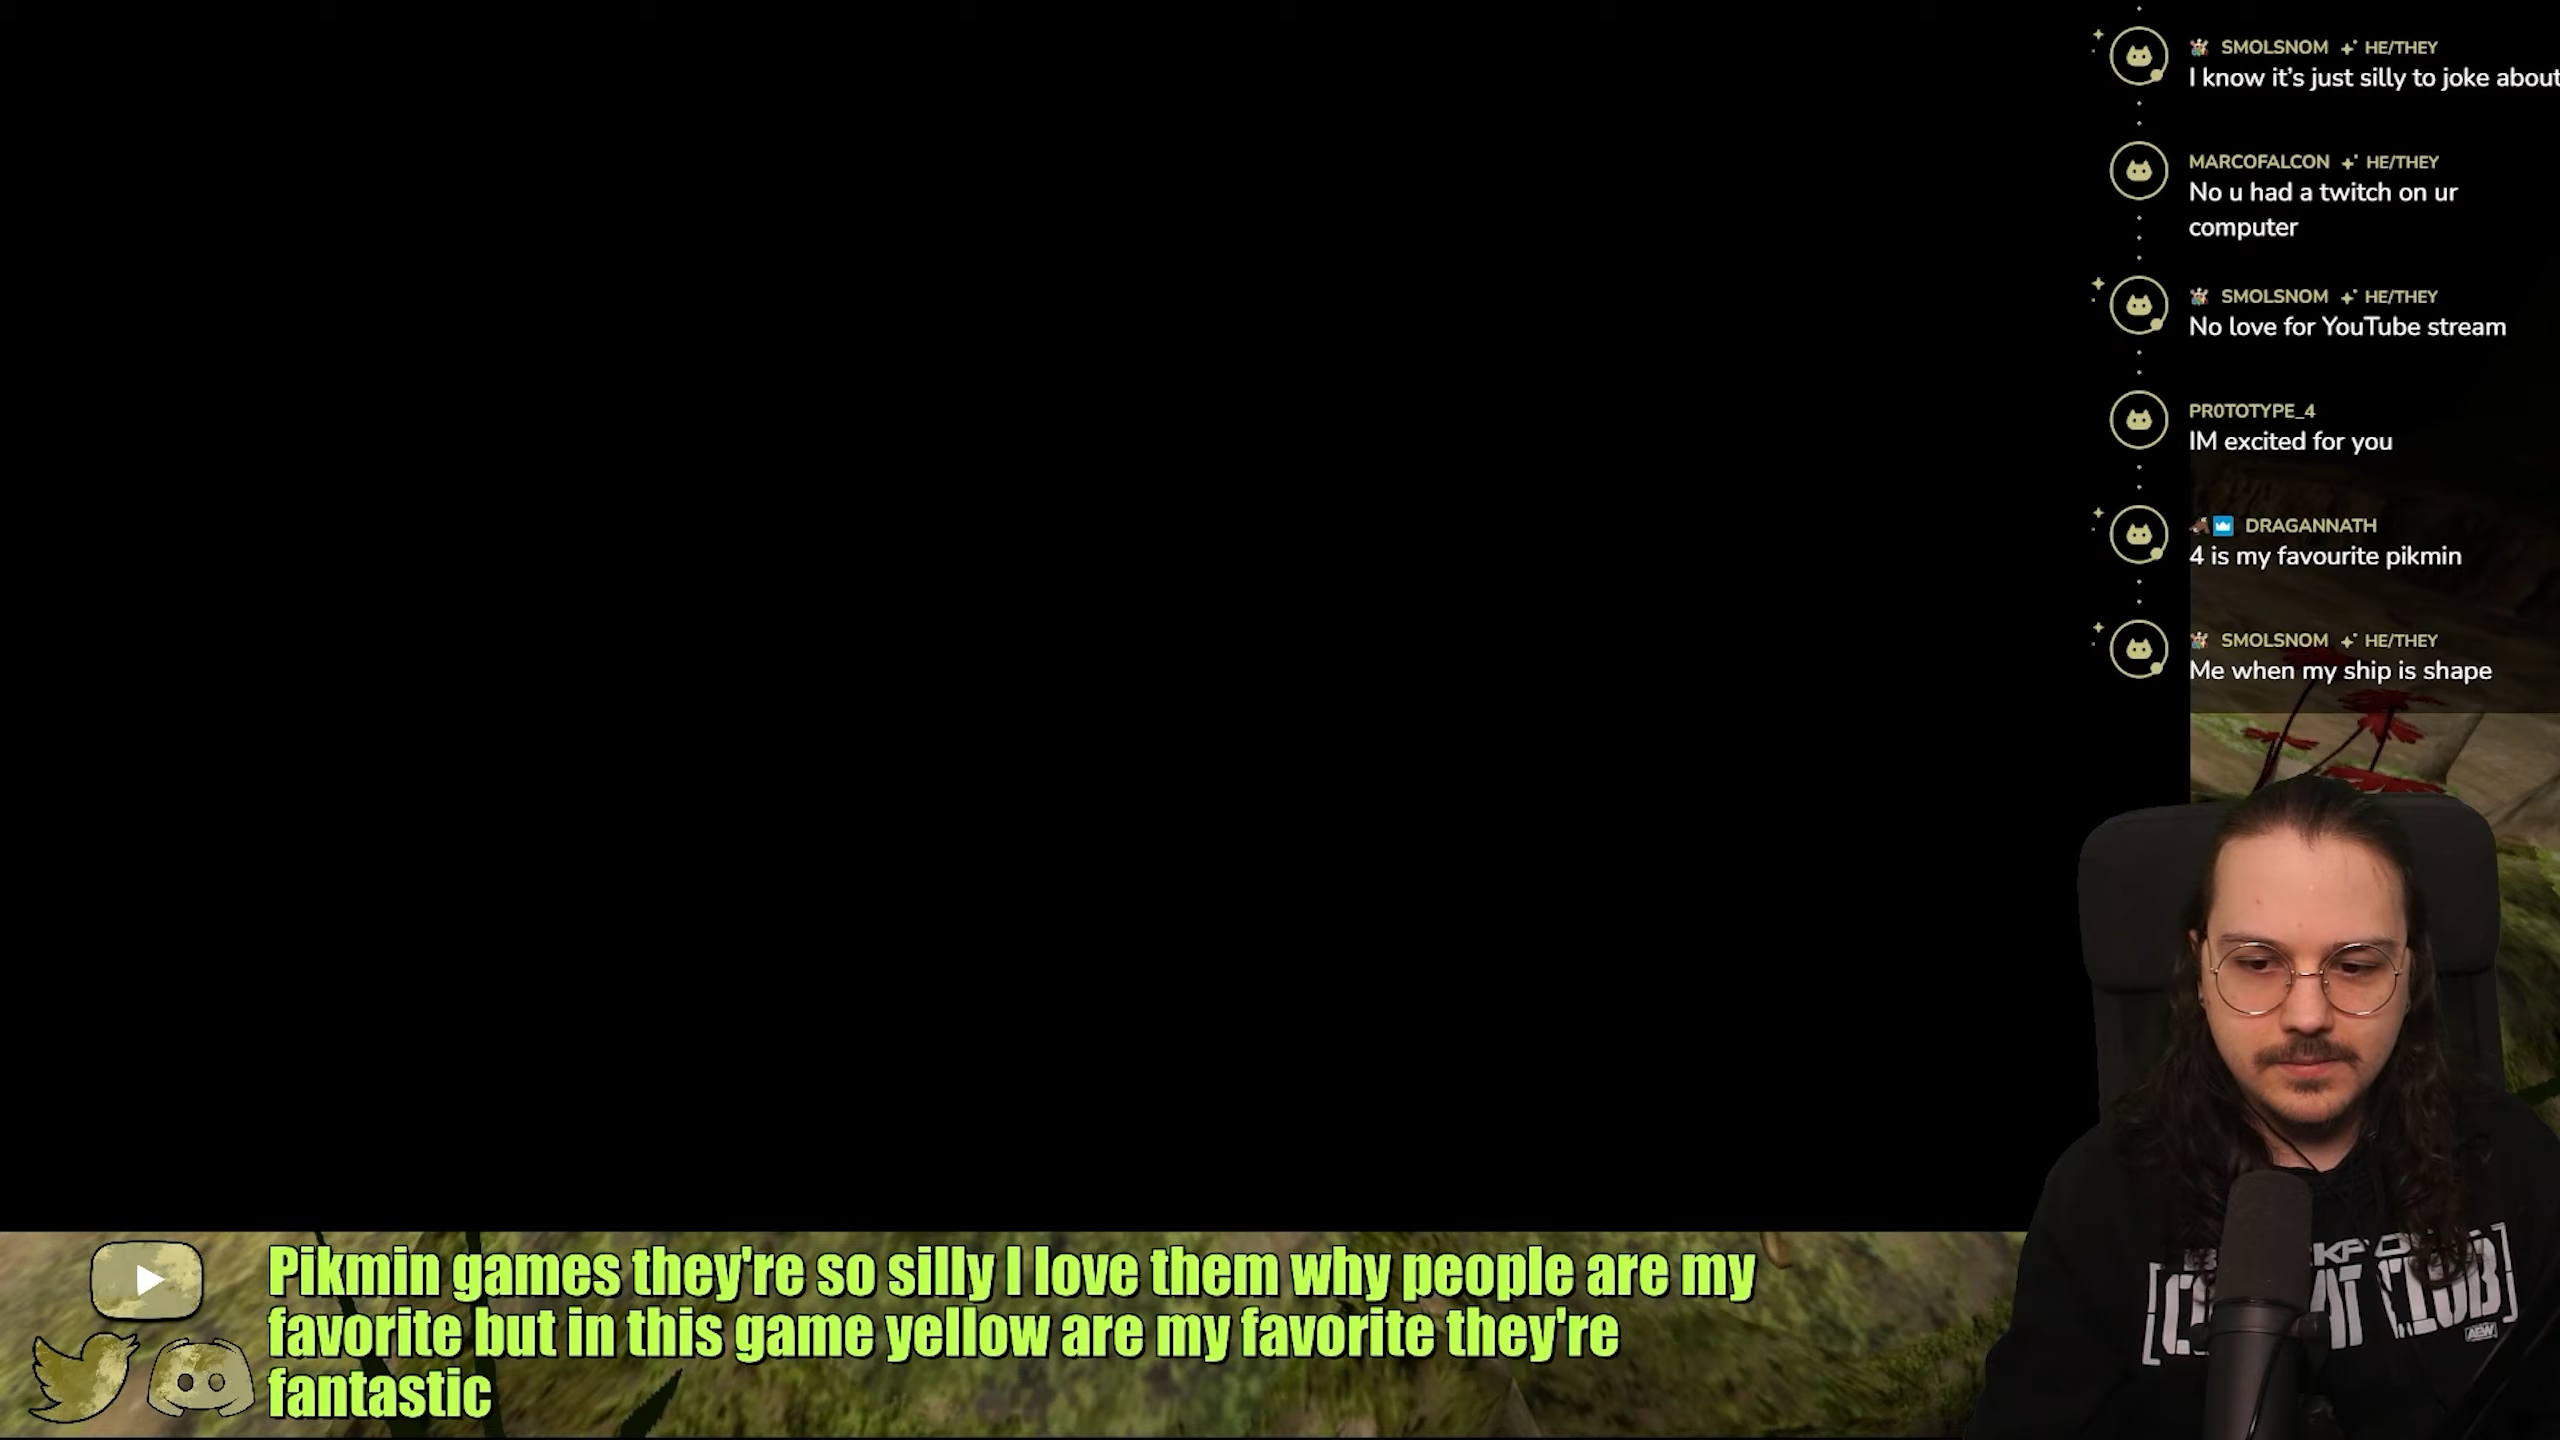 SMOLSNOM HE/THEY
I know it's just silly to joke about
MARCOFALCON HE/THEY
No u had a twitch on ur
computer
SMOLSNOM HE/THEY
No love for YouTube stream
PR0TOTYPE_4
IM excited for you
DRAGANNATH
4 is my favourite pikmin
SMOLSNOM HE/THEY
Me when my ship is shape
Pikmin games they're so silly I love them why people are my
favorite but in this game yellow are my favorite they're
fantastic
AEW